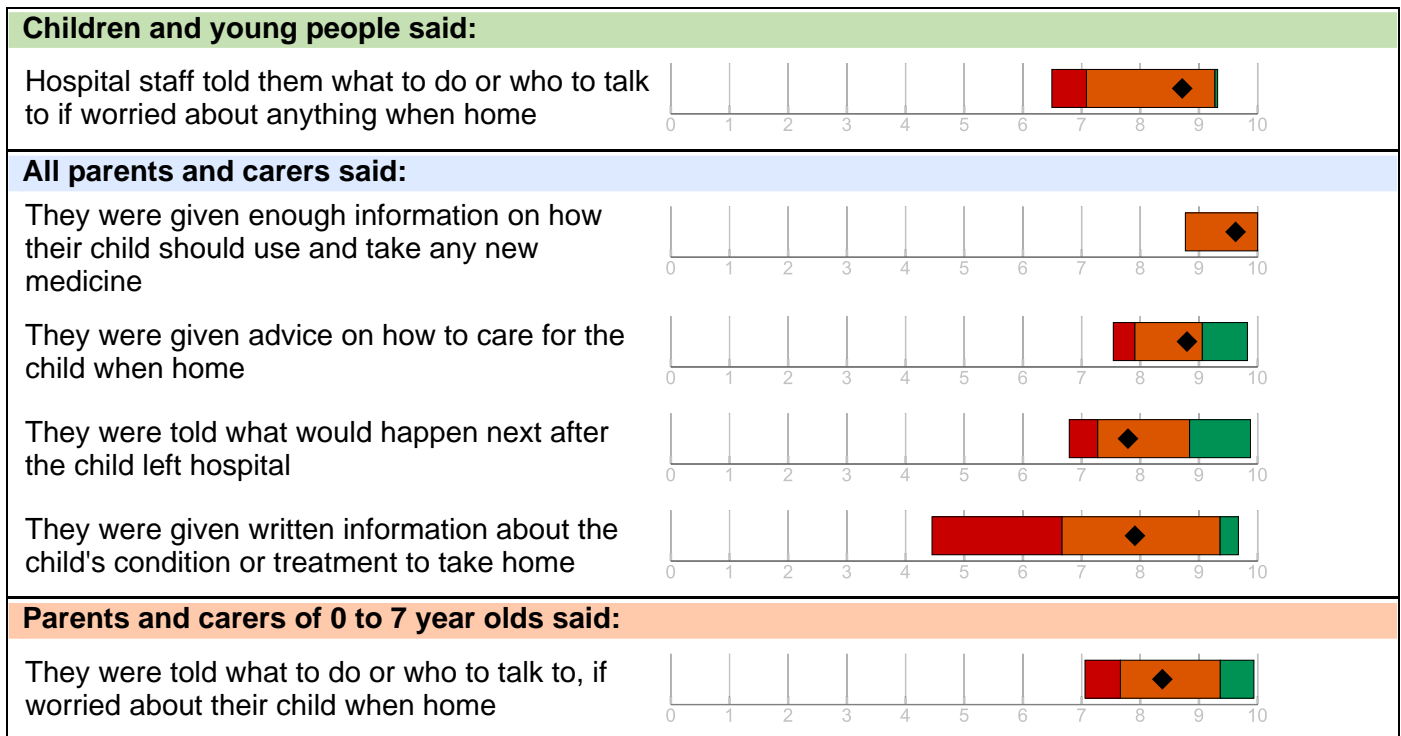 Children and young people said:
Hospital staff told them what to do or who to talk
to if worried about anything when home
0 1 2 3 4 5 6 7 8 9 10
All parents and carers said:
They were given enough information on how
their child should use and take any new
medicine
0 1 2 3 4 5 6 7 8 9 10
They were given advice on how to care for the
child when home
0 1 2 3 4 5 6 7 8 9 10
They were told what would happen next after
the child left hospital
0 1 2 3 4 5 6 7 8 9 10
They were given written information about the
child's condition or treatment to take home
0 1 2 3 4 5 6 7 8 9 10
Parents and carers of 0 to 7 year olds said:
They were told what to do or who to talk to, if
worried about their child when home
0 1 2 3 4 5 6 7 8 9 10